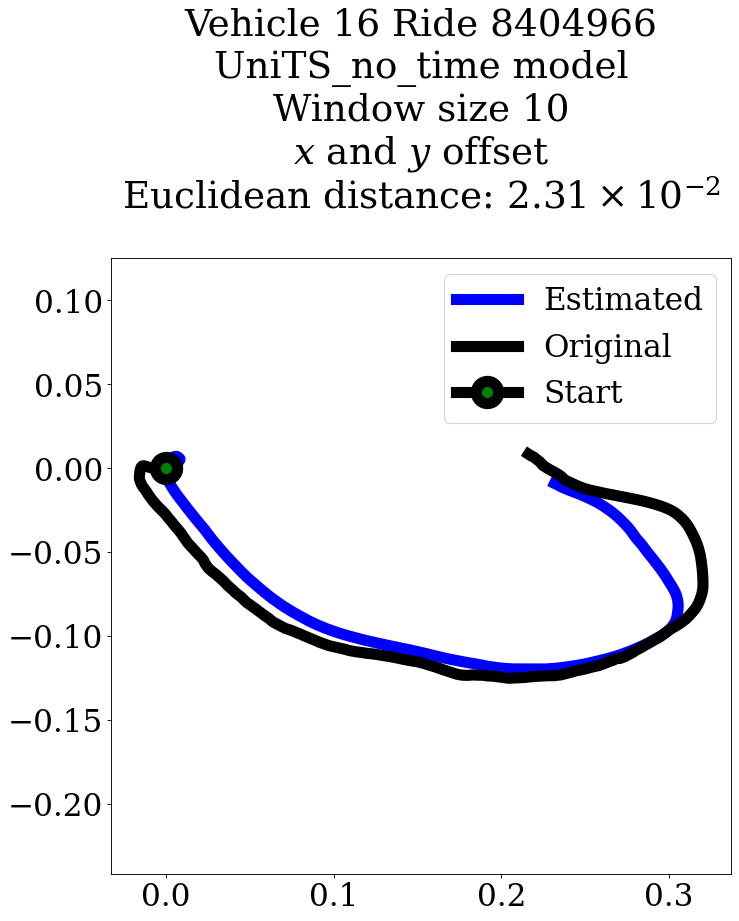 Vehicle 16 Ride 8404966
UniTS_no_time model
Window size 10
x and y offset
Euclidean distance: 2.31 × 10⁻²
Estimated
Original
Start
0.10
0.05
0.00
−0.05
−0.10
−0.15
−0.20
0.0 0.1 0.2 0.3